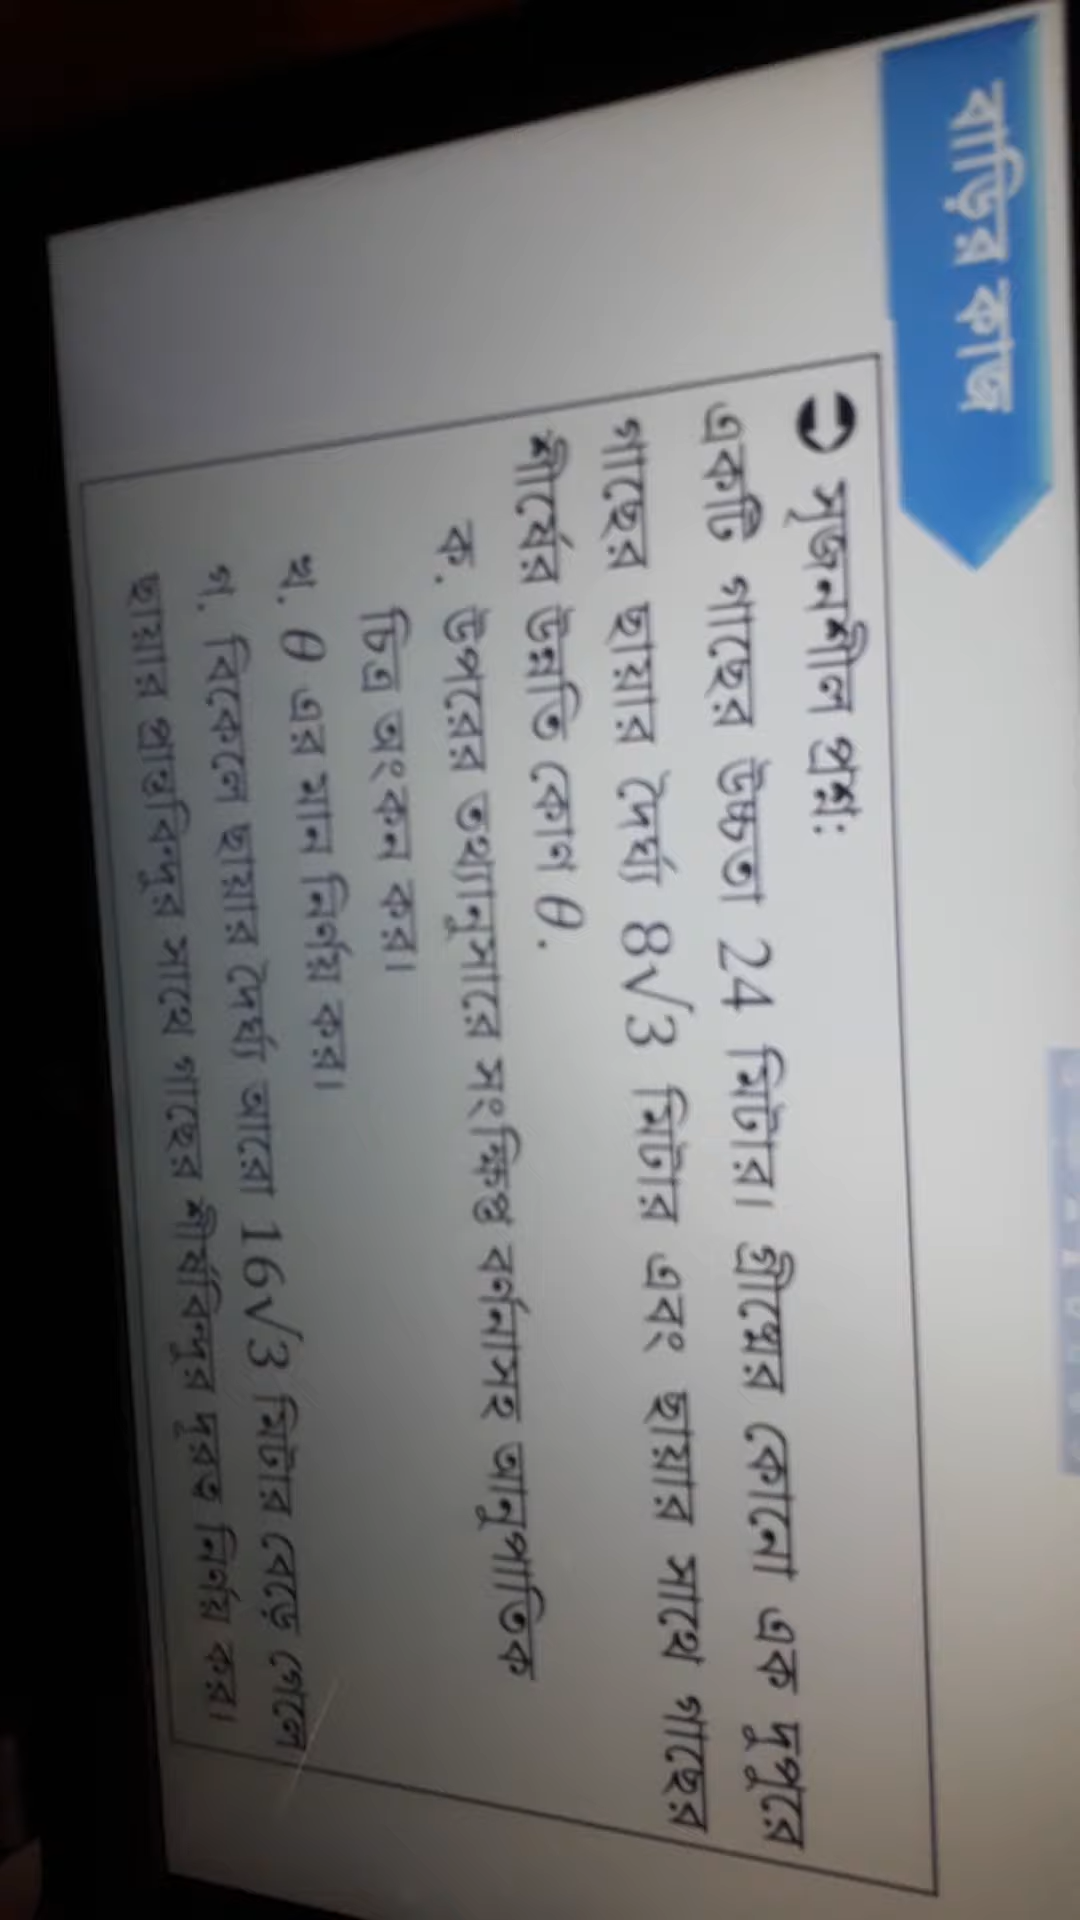 বাড়ির কাজ
সৃজনশীল প্রশ্ন:
একটি গাছের উচ্চতা 24 মিটার। গ্রীষ্মের কোনো এক দুপুরে
গাছের ছায়ার দৈর্ঘ্য 8√3 মিটার এবং ছায়ার সাথে গাছের
শীর্ষের উন্নতি কোণ θ.
ক. উপরের তথ্যানুসারে সংক্ষিপ্ত বর্ণনাসহ আনুপাতিক
চিত্র অংকন কর।
খ. θ এর মান নির্ণয় কর।
গ. বিকেলে ছায়ার দৈর্ঘ্য আরো 16√3 মিটার বেড়ে গেলে
ছায়ার প্রান্তবিন্দুর সাথে গাছের শীর্ষবিন্দুর দূরত্ব নির্ণয় কর।